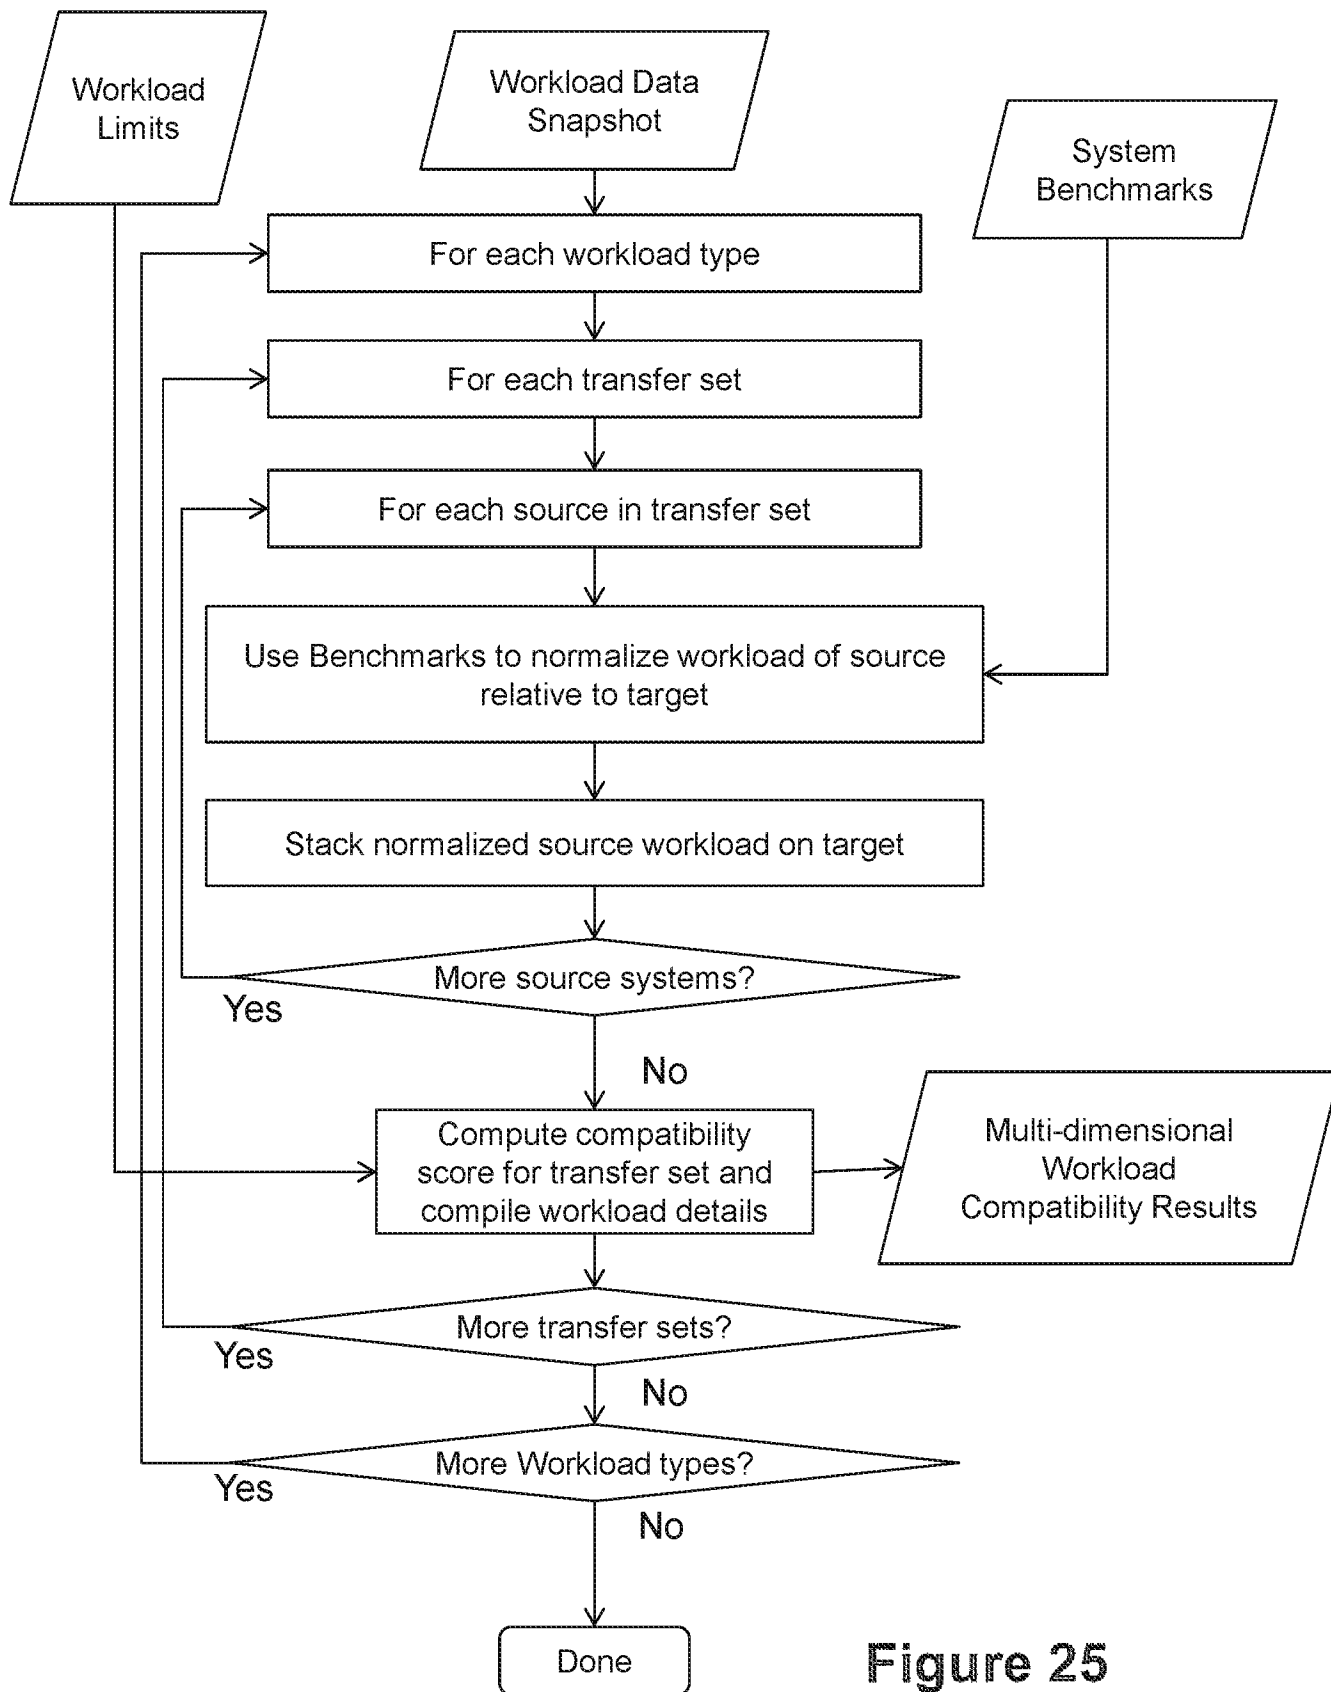 Workload
Limits
Workload Data
Snapshot
System
Benchmarks
For each workload type
For each transfer set
For each source in transfer set
Use Benchmarks to normalize workload of source
relative to target
Stack normalized source workload on target
More source systems?
Yes
No
Compute compatibility
score for transfer set and
compile workload details
Multi-dimensional
Workload
Compatibility Results
More transfer sets?
Yes
No
More Workload types?
Yes
No
Done
Figure 25